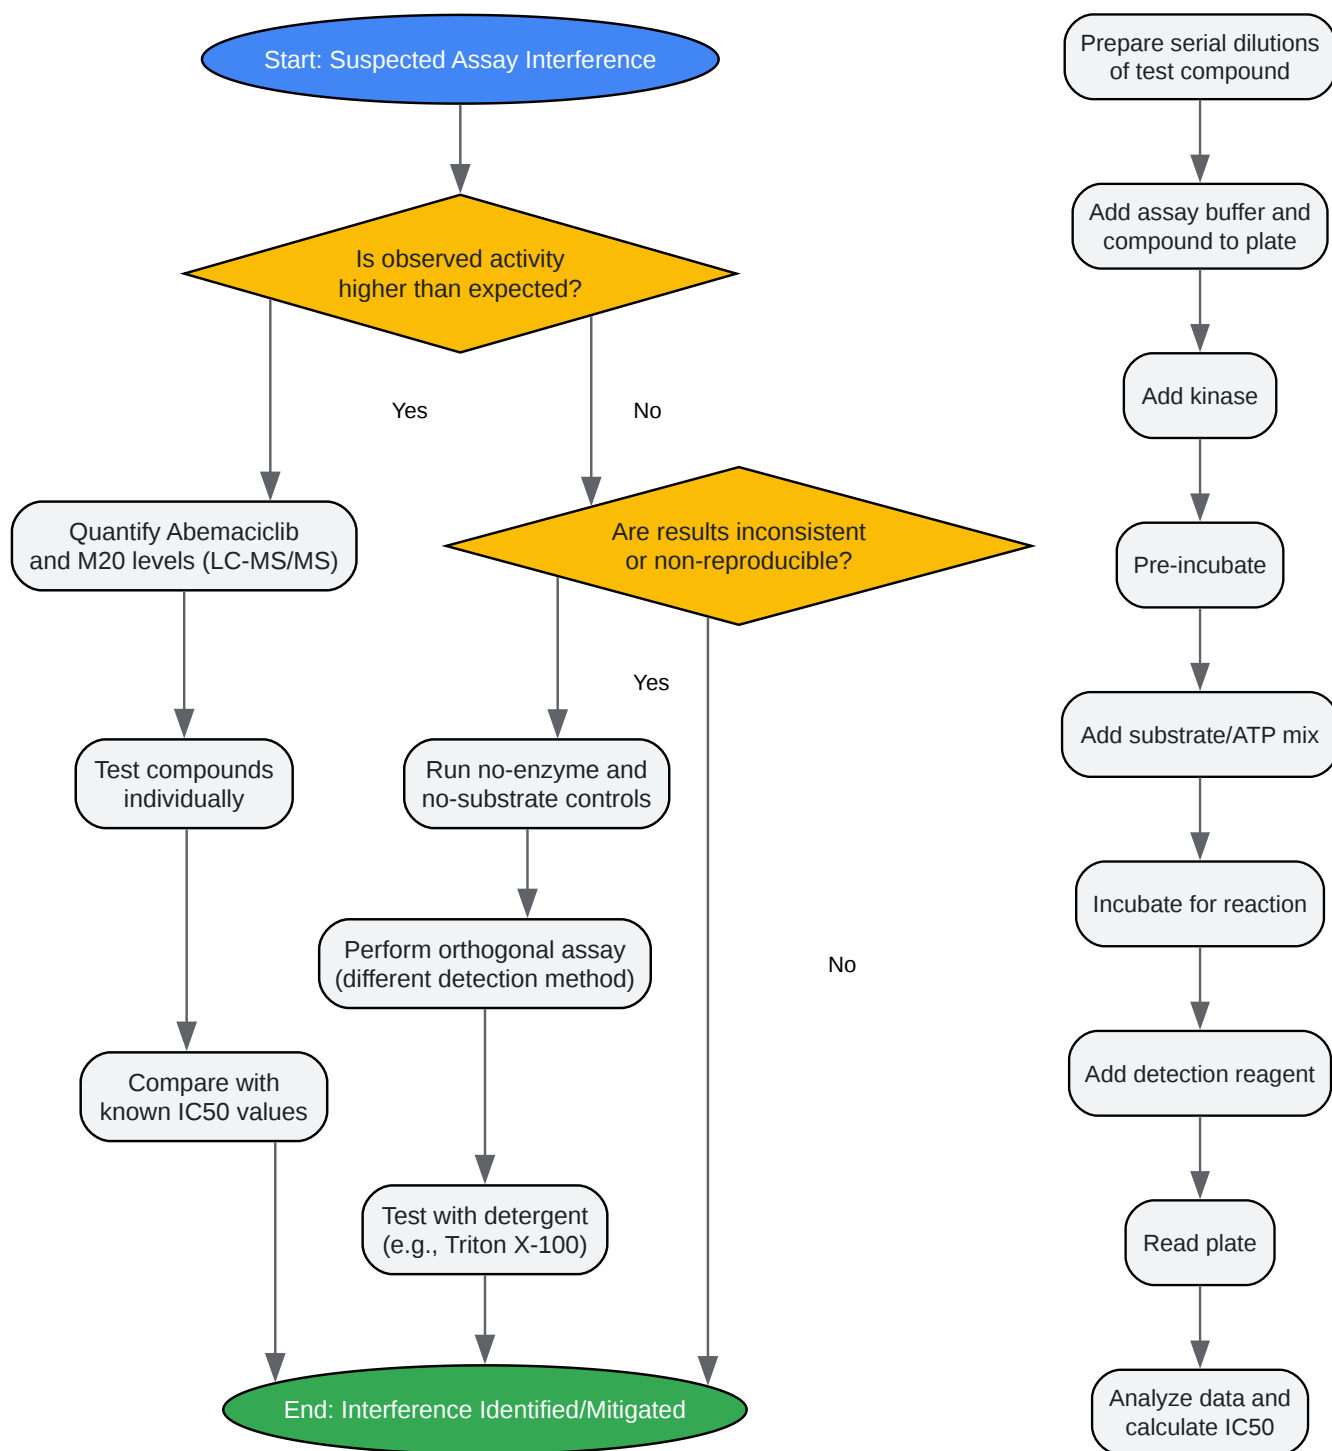 Start: Suspected Assay Interference
Is observed activity
higher than expected?
Yes
No
Quantify Abemaciclib
and M20 levels (LC-MS/MS)
Are results inconsistent
or non-reproducible?
Yes
Test compounds
individually
Run no-enzyme and
no-substrate controls
Perform orthogonal assay
(different detection method)
No
Compare with
known IC50 values
Test with detergent
(e.g., Triton X-100)
End: Interference Identified/Mitigated
Prepare serial dilutions
of test compound
Add assay buffer and
compound to plate
Add kinase
Pre-incubate
Add substrate/ATP mix
Incubate for reaction
Add detection reagent
Read plate
Analyze data and
calculate IC50